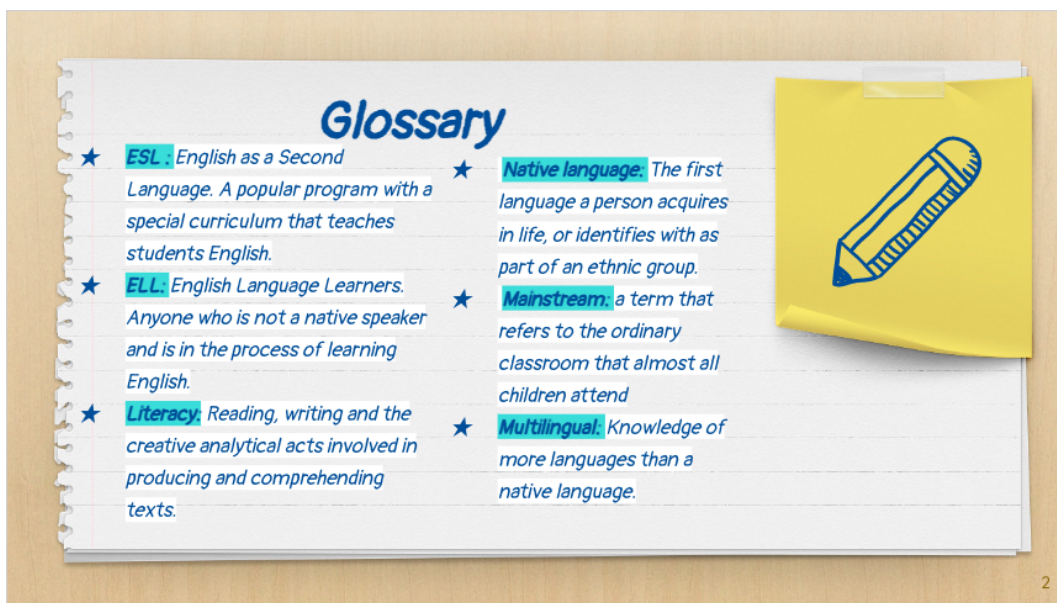 Glossary
ESL : English as a Second
Language. A popular program with a
special curriculum that teaches
students English.
ELL: English Language Learners.
Anyone who is not a native speaker
and is in the process of learning
English.
Literacy: Reading, writing and the
creative analytical acts involved in
producing and comprehending
texts.
Native language: The first
language a person acquires
in life, or identifies with as
part of an ethnic group.
Mainstream: a term that
refers to the ordinary
classroom that almost all
children attend
Multilingual: Knowledge of
more languages than a
native language.
2